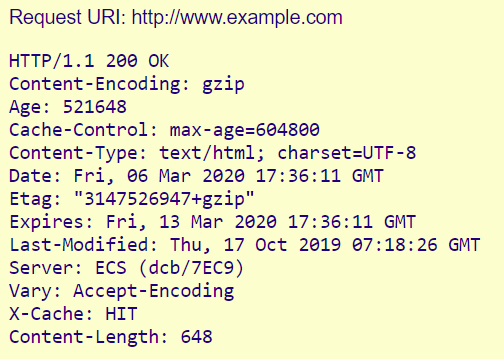 Request URI: http://www.example.com
HTTP/1.1 200 OK
Content-Encoding: gzip
Age: 521648
Cache-Control: max-age=604800
Content-Type: text/html; charset=UTF-8
Date: Fri, 06 Mar 2020 17:36:11 GMT
Etag: "3147526947+gzip"
Expires: Fri, 13 Mar 2020 17:36:11 GMT
Last-Modified: Thu, 17 Oct 2019 07:18:26 GMT
Server: ECS (dcb/7EC9)
Vary: Accept-Encoding
X-Cache: HIT
Content-Length: 648